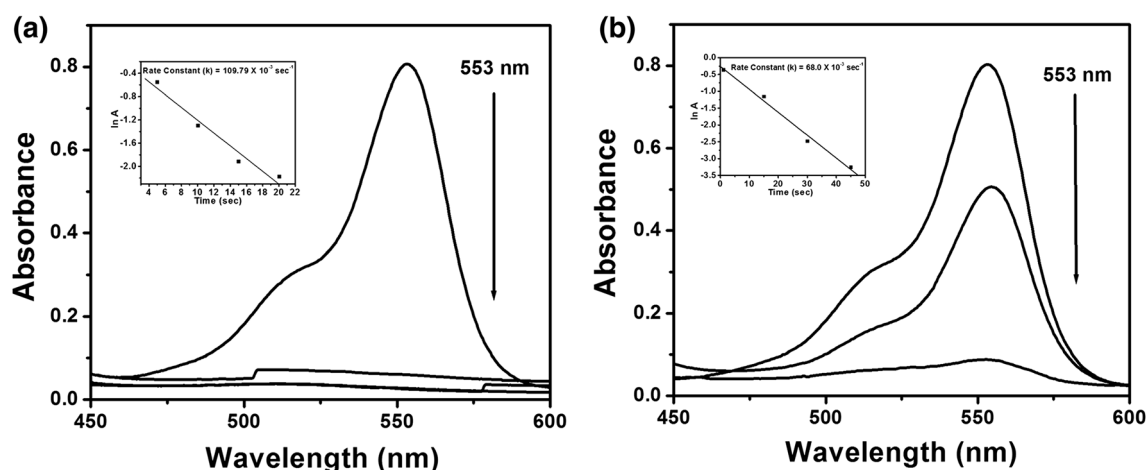 (a)
Absorbance
0.8
0.6
0.4
0.2
0.0
450
500
550
600
Wavelength (nm)
553 nm
Rate Constant (k) = 109.79 X 10⁻³ sec⁻¹
ln A
-0.4
-0.8
-1.2
-1.6
-2.0
4 6 8 10 12 14 16 18 20 22
Time (sec)
(b)
Absorbance
0.8
0.6
0.4
0.2
0.0
450
500
550
600
Wavelength (nm)
553 nm
Rate Constant (k) = 68.0 X 10⁻³ sec⁻¹
ln A
0.0
-0.5
-1.0
-1.5
-2.0
-2.5
-3.0
-3.5
0 10 20 30 40 50
Time (sec)